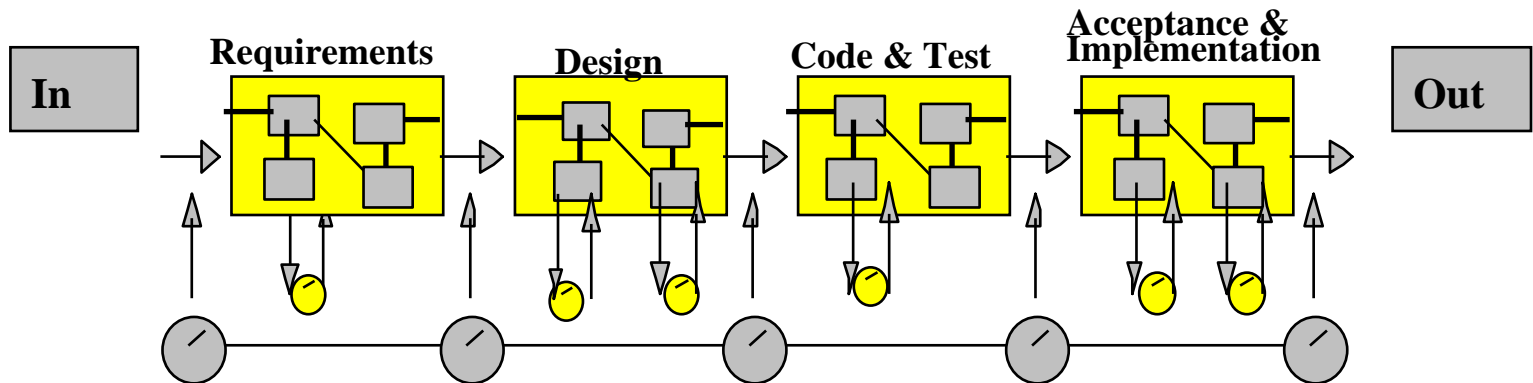 In
Requirements
Design
Code & Test
Acceptance &
Implementation
Out